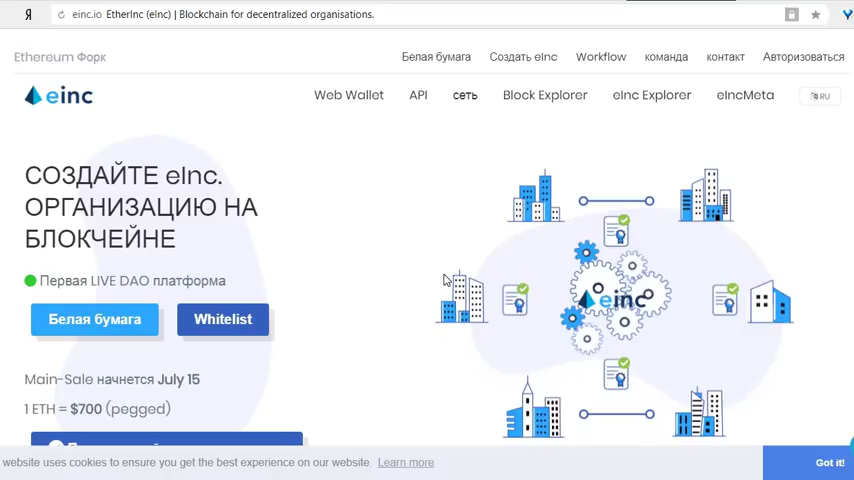 Я einc.io EtherInc (eInc) | Blockchain for decentralized organisations.
Ethereum Форк Белая бумага Создать eInc Workflow команда контакт Авторизоваться
einc Web Wallet API сеть Block Explorer eInc Explorer eIncMeta RU
СОЗДАЙТЕ eInc.
ОРГАНИЗАЦИЮ НА
БЛОКЧЕЙНЕ
Первая LIVE DAO платформа
Белая бумага Whitelist
einc
Main-Sale начнется July 15
1 ETH = $700 (pegged)
website uses cookies to ensure you get the best experience on our website. Learn more Got it!